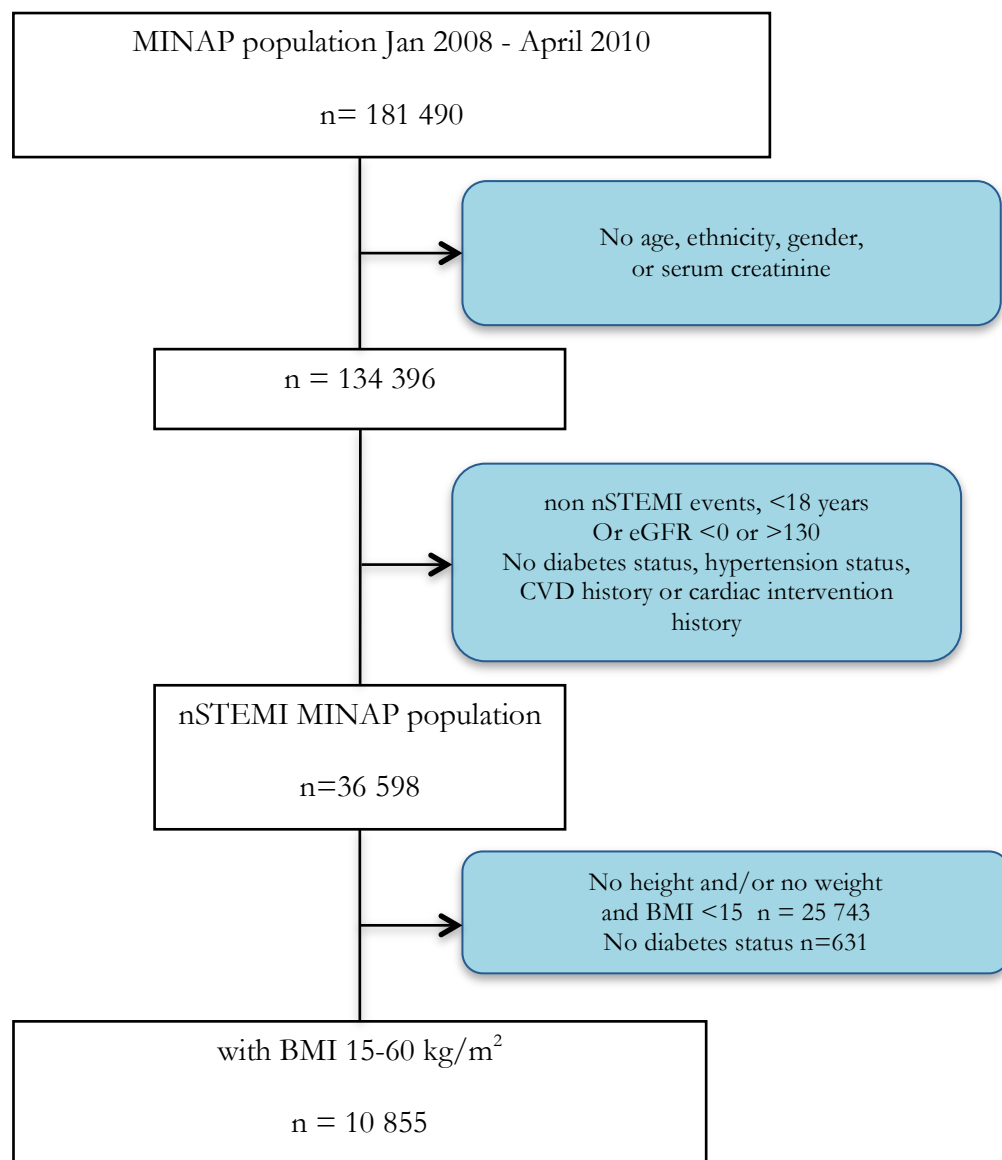 MINAP population Jan 2008 - April 2010
n= 181 490
No age, ethnicity, gender,
or serum creatinine
n = 134 396
non nSTEMI events, <18 years
Or eGFR <0 or >130
No diabetes status, hypertension status,
CVD history or cardiac intervention
history
nSTEMI MINAP population
n=36 598
No height and/or no weight
and BMI <15  n = 25 743
No diabetes status n=631
with BMI 15-60 kg/m²
n = 10 855